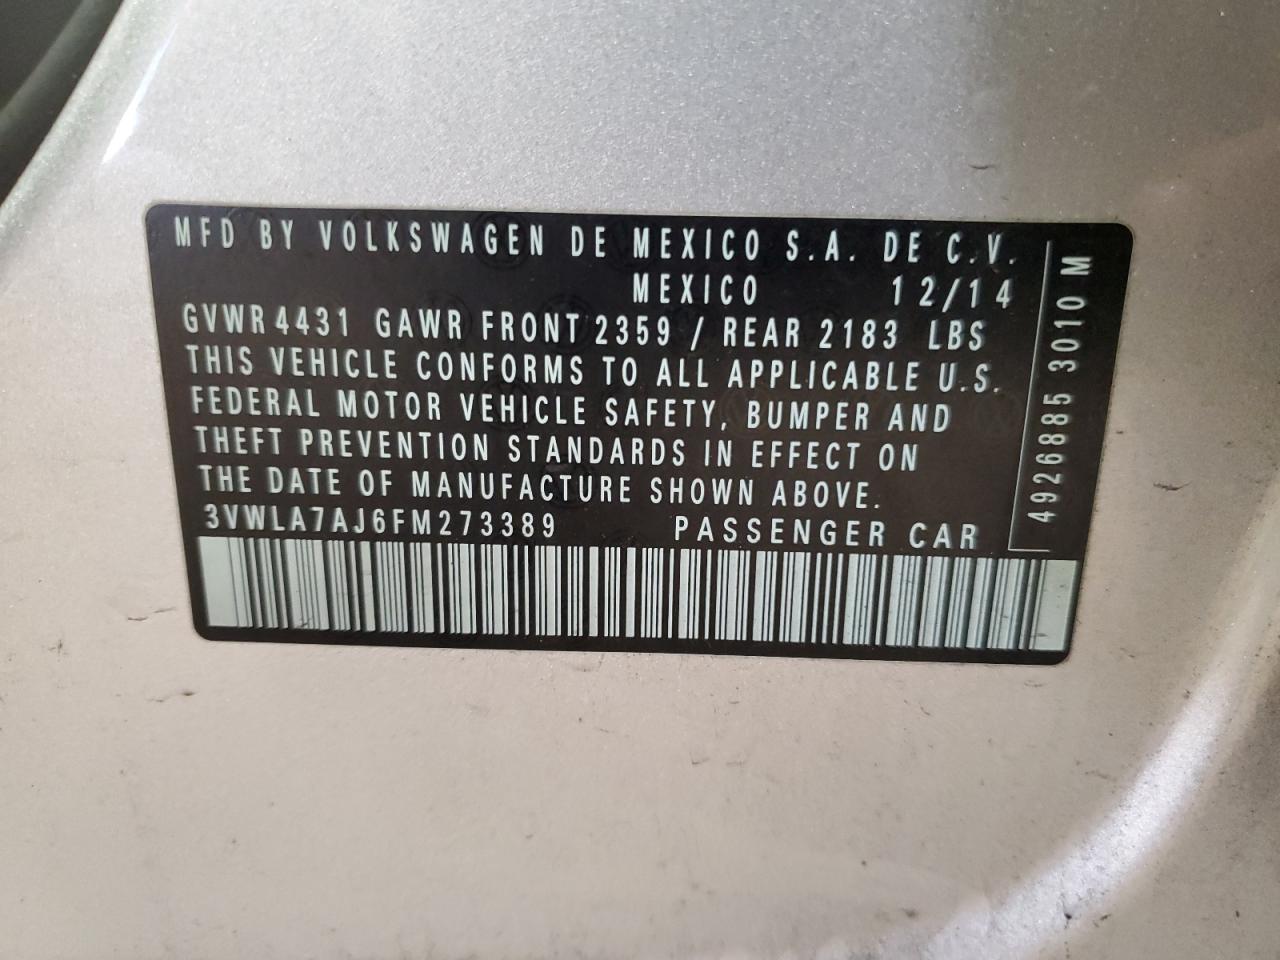 MFD BY VOLKSWAGEN DE MEXICO S.A. DE C.V.
MEXICO 12/14
GVWR 4431 GAWR FRONT 2359 / REAR 2183 LBS
THIS VEHICLE CONFORMS TO ALL APPLICABLE U.S.
FEDERAL MOTOR VEHICLE SAFETY, BUMPER AND
THEFT PREVENTION STANDARDS IN EFFECT ON
THE DATE OF MANUFACTURE SHOWN ABOVE.
3VWLA7AJ6FM273389 PASSENGER CAR
4926885 3010 M